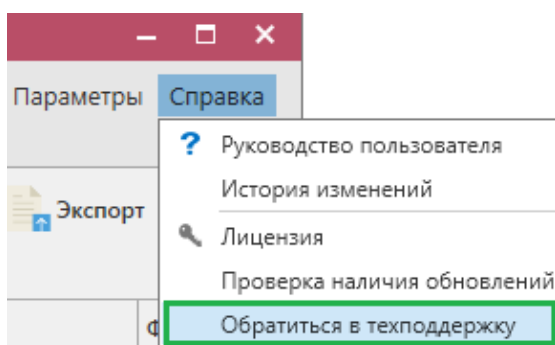 Параметры Справка
? Руководство пользователя
История изменений
Экспорт
Лицензия
Проверка наличия обновлений
Обратиться в техподдержку